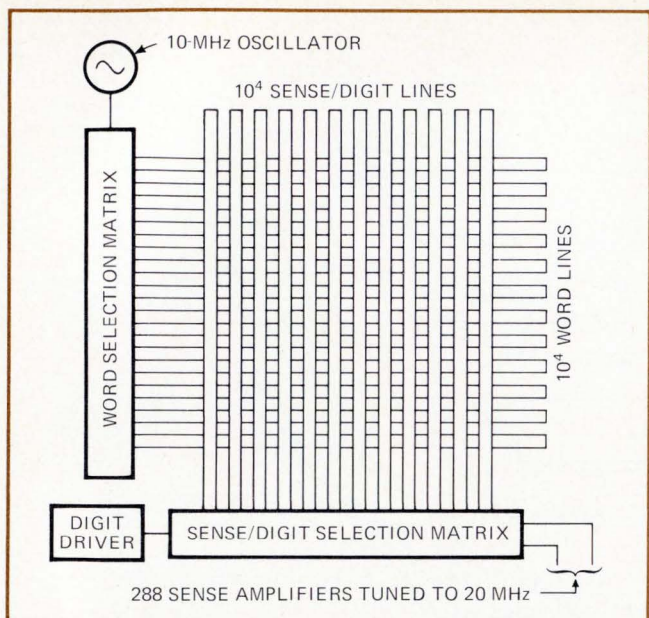 10-MHz OSCILLATOR
10⁴ SENSE/DIGIT LINES
WORD SELECTION MATRIX
10⁴ WORD LINES
DIGIT
DRIVER
SENSE/DIGIT SELECTION MATRIX
288 SENSE AMPLIFIERS TUNED TO 20 MHz